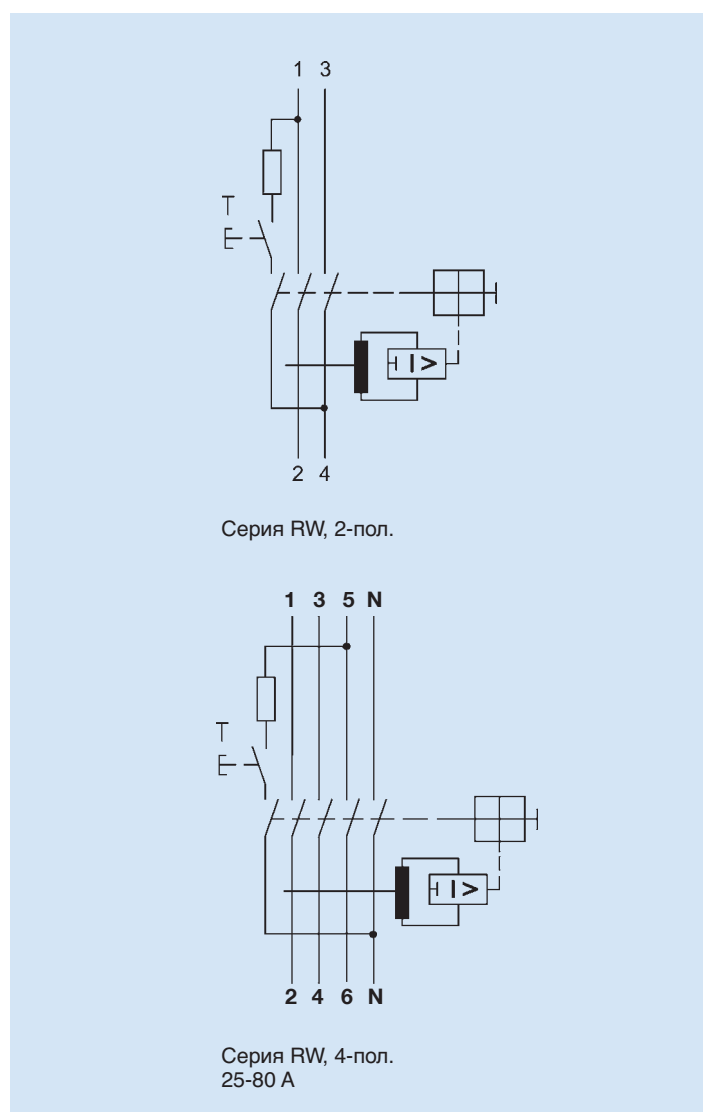 1 3
T
I>
2 4
Серия RW, 2-пол.
1 3 5 N
T
I>
2 4 6 N
Серия RW, 4-пол.
25-80 A